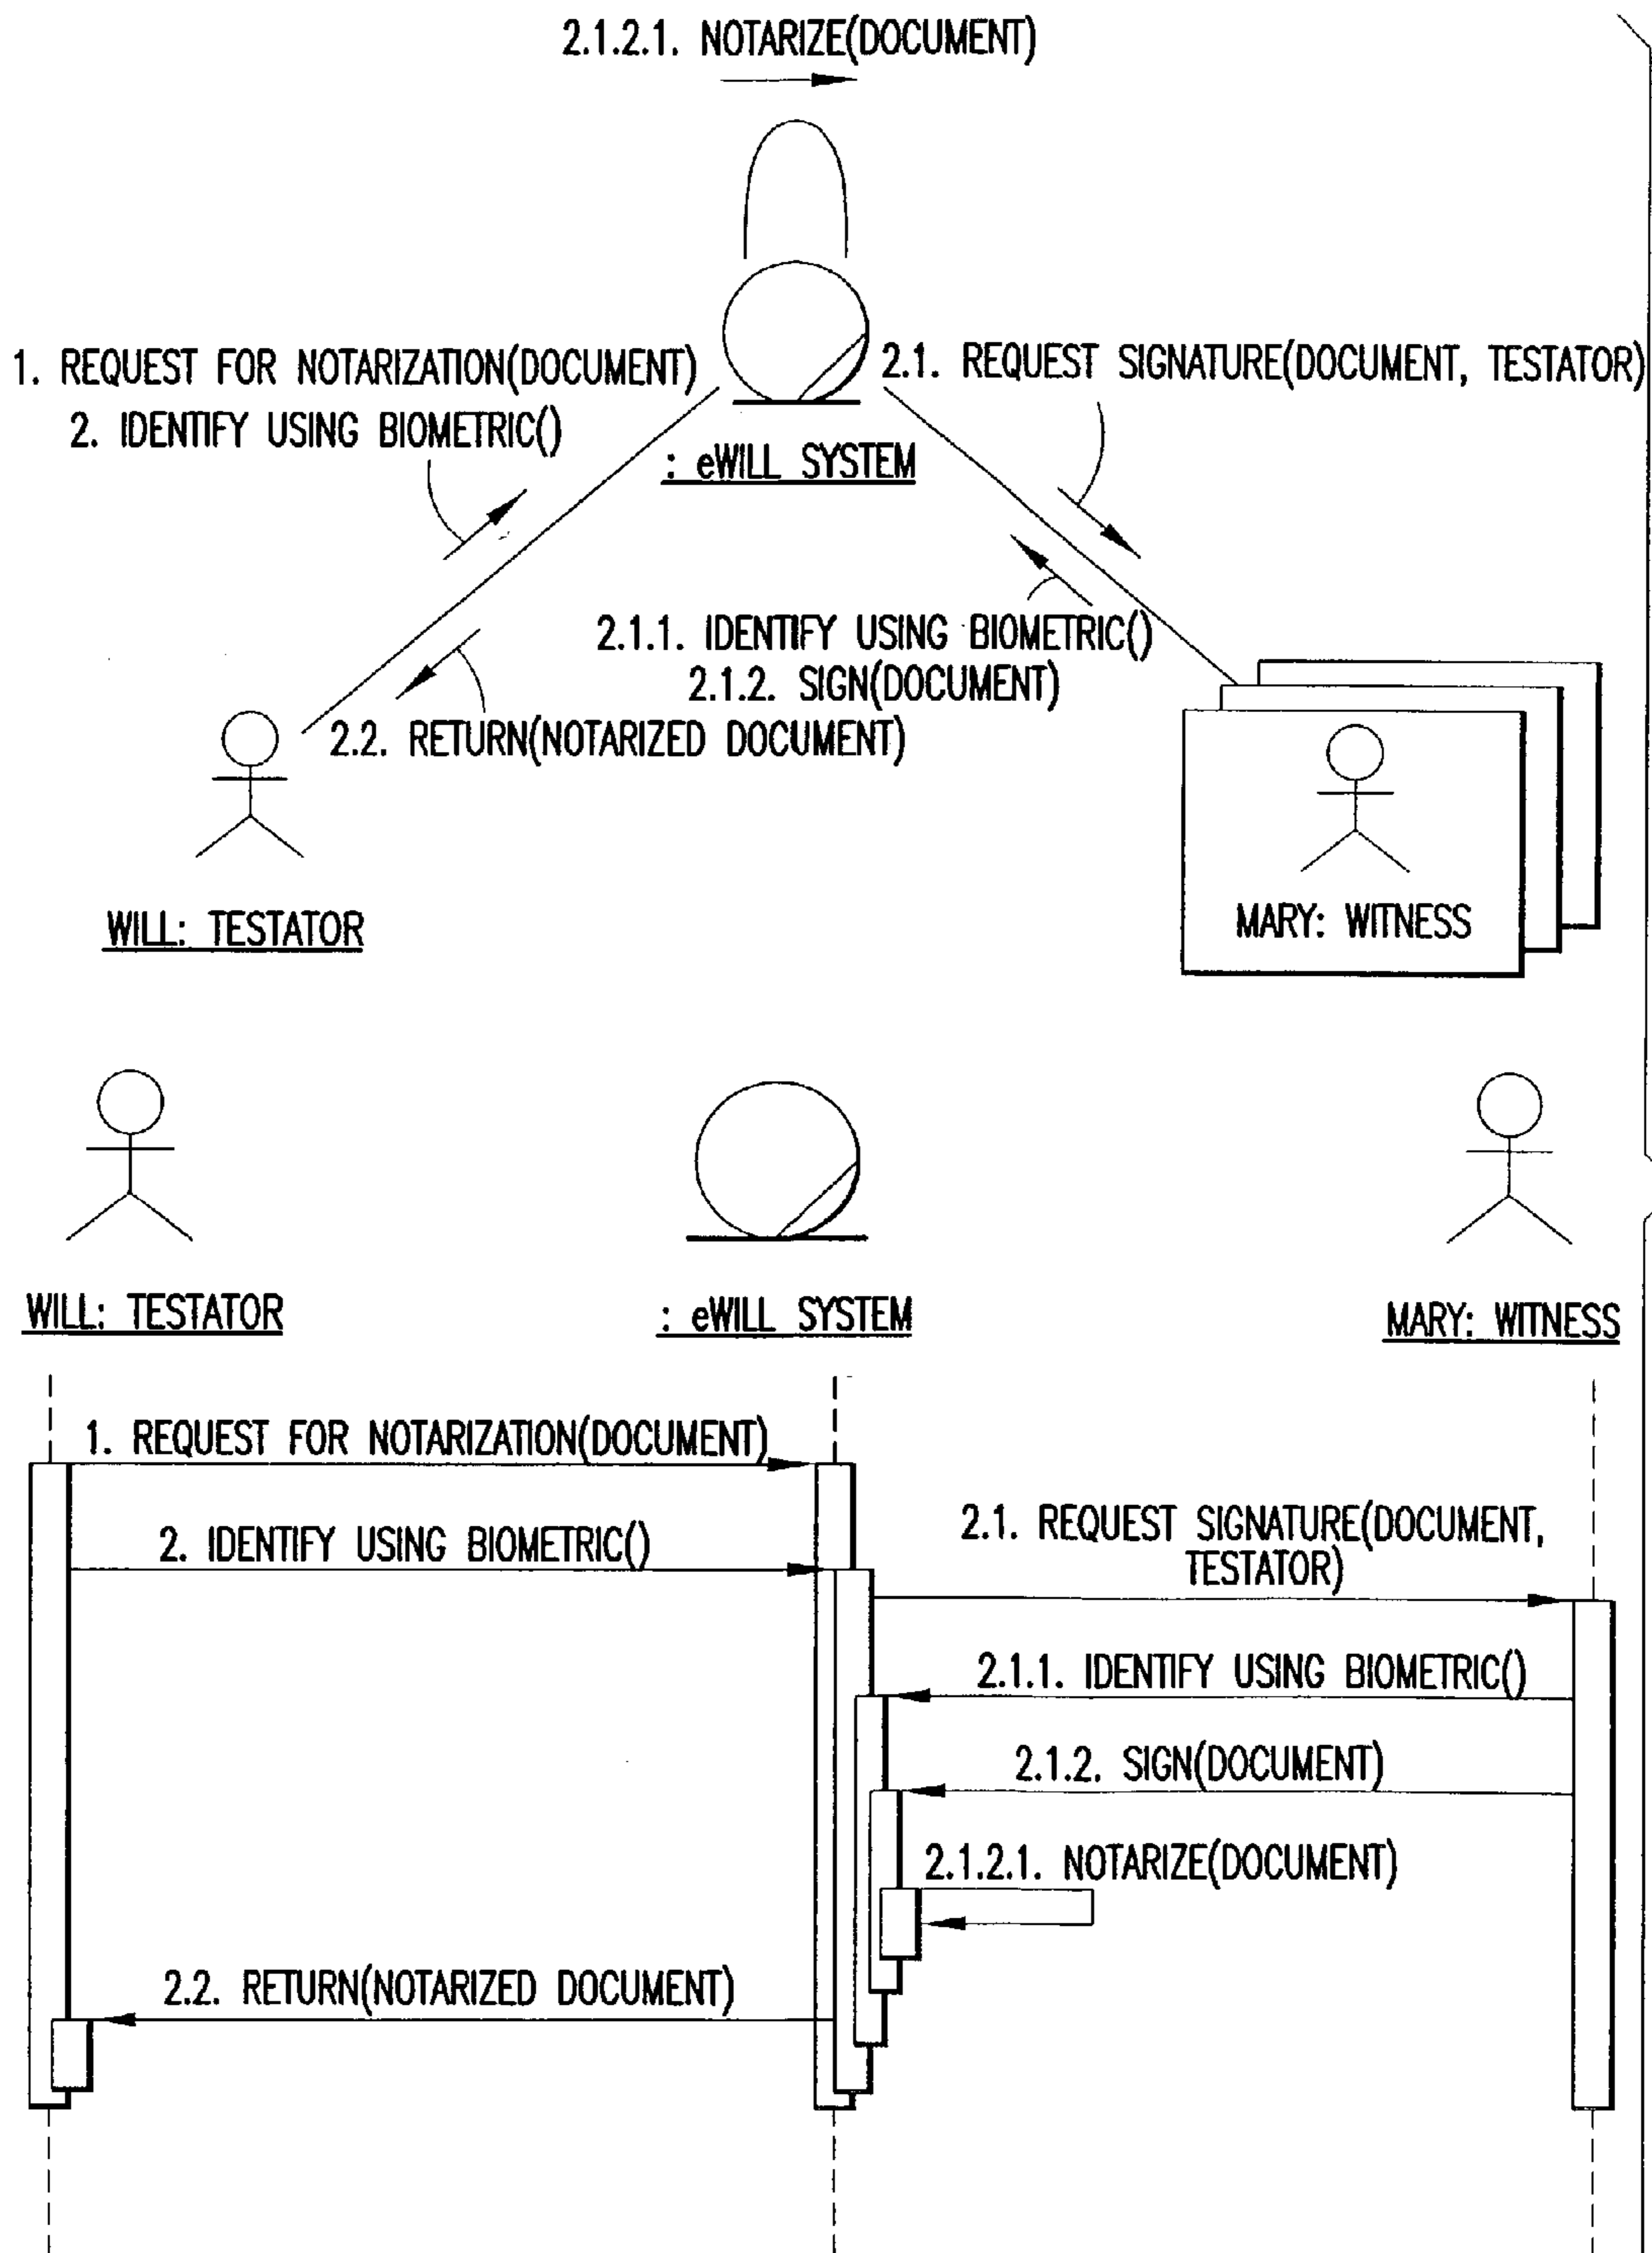 2.1.2.1. NOTARIZE(DOCUMENT)
1. REQUEST FOR NOTARIZATION(DOCUMENT)
2. IDENTIFY USING BIOMETRIC()
2.1. REQUEST SIGNATURE(DOCUMENT, TESTATOR)
: eWILL SYSTEM
2.1.1. IDENTIFY USING BIOMETRIC()
2.1.2. SIGN(DOCUMENT)
2.2. RETURN(NOTARIZED DOCUMENT)
WILL: TESTATOR
MARY: WITNESS
WILL: TESTATOR
: eWILL SYSTEM
MARY: WITNESS
1. REQUEST FOR NOTARIZATION(DOCUMENT)
2. IDENTIFY USING BIOMETRIC()
2.1. REQUEST SIGNATURE(DOCUMENT,
TESTATOR)
2.1.1. IDENTIFY USING BIOMETRIC()
2.1.2. SIGN(DOCUMENT)
2.1.2.1. NOTARIZE(DOCUMENT)
2.2. RETURN(NOTARIZED DOCUMENT)